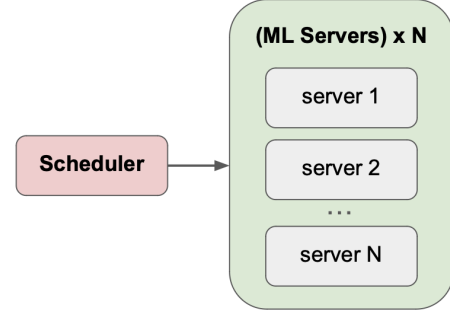 (ML Servers) x N
server 1
Scheduler
server 2
...
server N